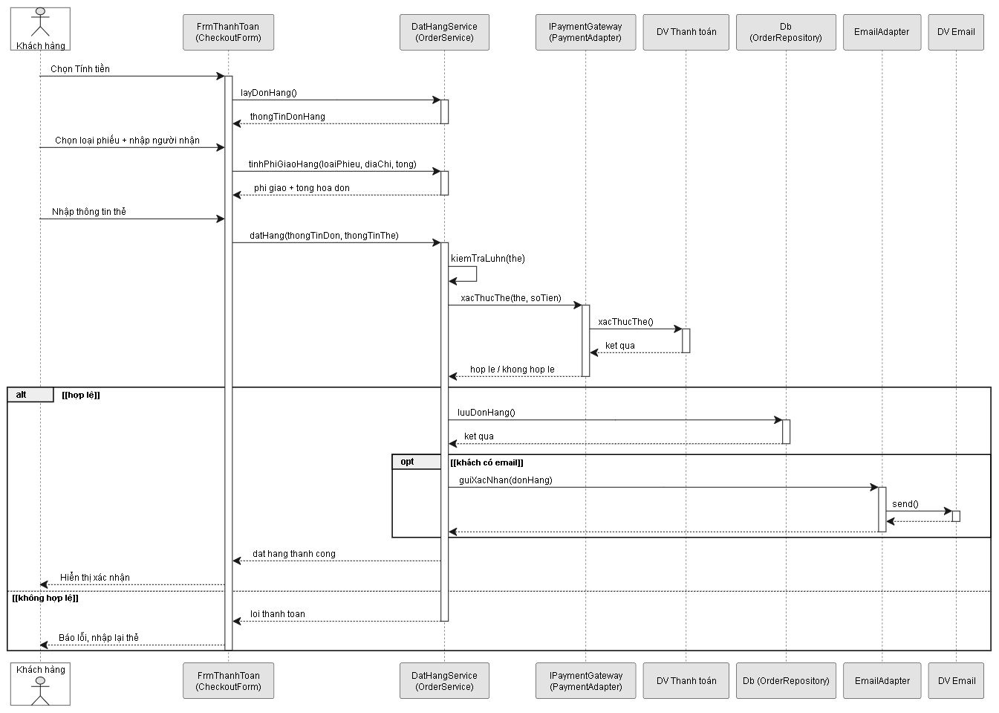 Khách hàng
FrmThanhToan
(CheckoutForm)
DatHangService
(OrderService)
IPaymentGateway
(PaymentAdapter)
DV Thanh toán
Db
(OrderRepository)
EmailAdapter
DV Email
Chọn Tính tiền
layDonHang()
thongTinDonHang
Chọn loại phiếu + nhập người nhận
tinhPhiGiaoHang(loaiPhieu, diaChi, tong)
phi giao + tong hoa don
Nhập thông tin thẻ
datHang(thongTinDon, thongTinThe)
kiemTraLuhn(the)
xacThucThe(the, soTien)
xacThucThe()
ket qua
hop le / khong hop le
alt [[hợp lệ]]
luuDonHang()
ket qua
opt [[khách có email]]
guiXacNhan(donHang)
send()
dat hang thanh cong
Hiển thị xác nhận
[[không hợp lệ]]
loi thanh toan
Báo lỗi, nhập lại thẻ
Khách hàng
FrmThanhToan
(CheckoutForm)
DatHangService
(OrderService)
IPaymentGateway
(PaymentAdapter)
DV Thanh toán
Db (OrderRepository)
EmailAdapter
DV Email